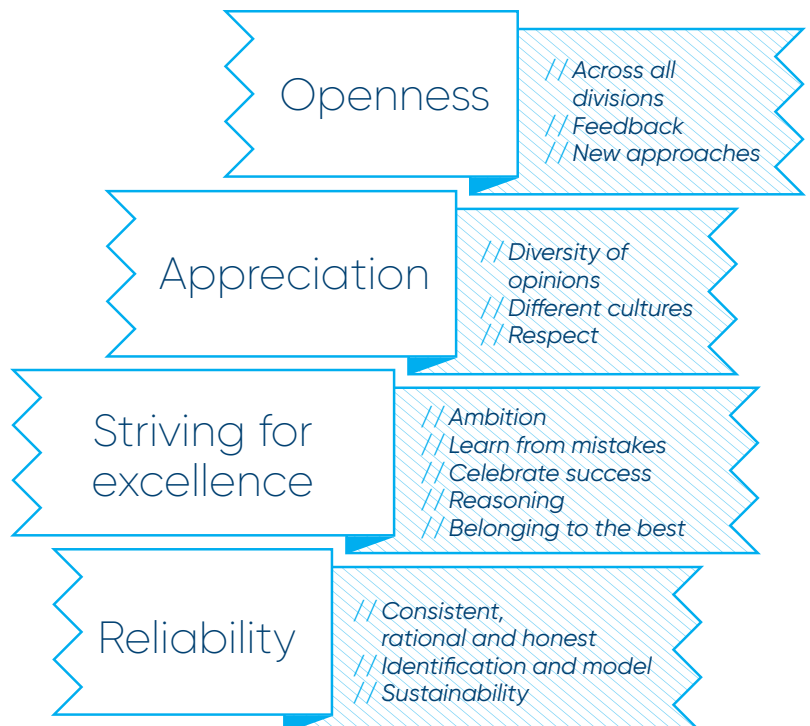 Openness
// Across all
divisions
// Feedback
// New approaches
Appreciation
// Diversity of
opinions
// Different cultures
// Respect
Striving for
excellence
// Ambition
// Learn from mistakes
// Celebrate success
// Reasoning
// Belonging to the best
Reliability
// Consistent,
rational and honest
// Identification and model
// Sustainability